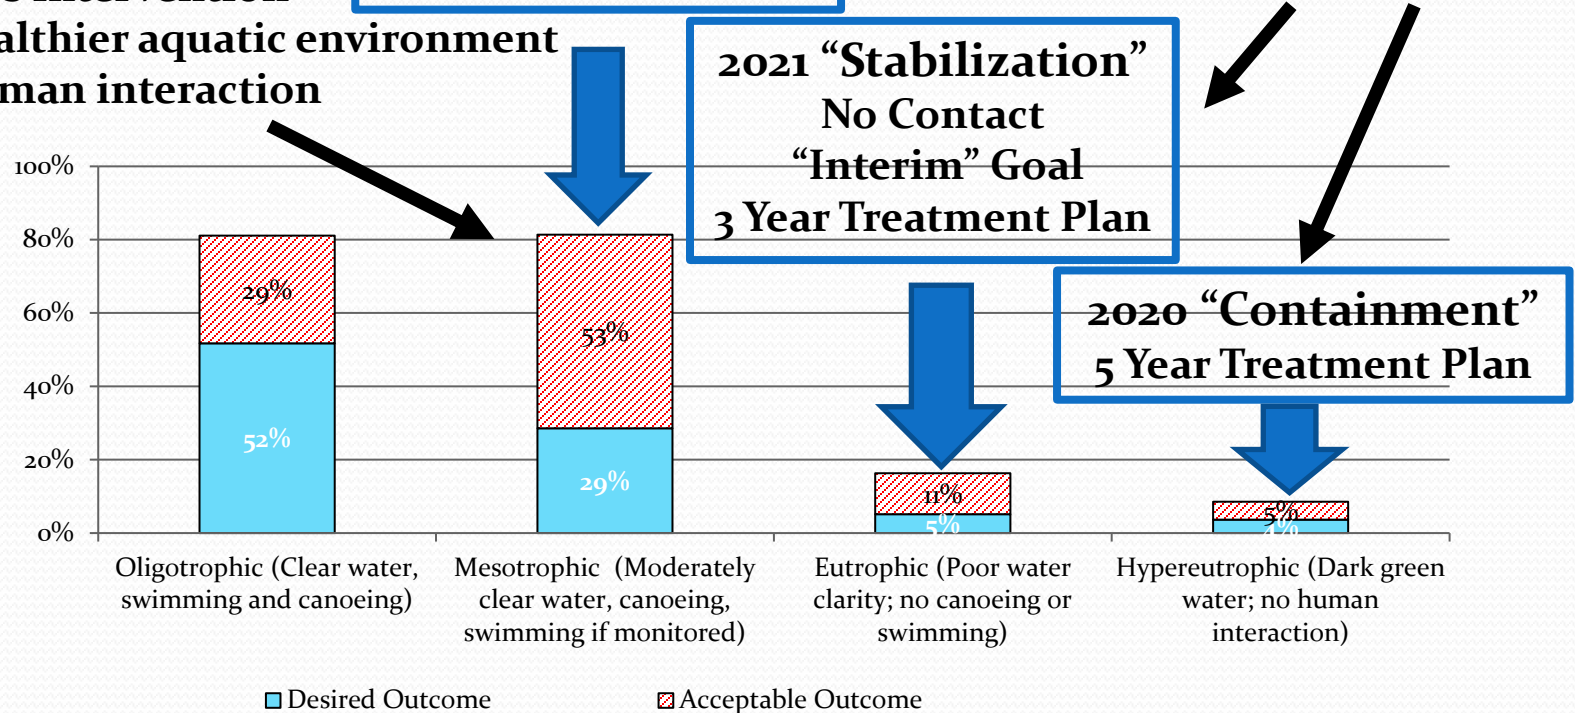 althier aquatic environment
man interaction
2021 “Stabilization”
No Contact
“Interim” Goal
3 Year Treatment Plan
2020 “Containment”
5 Year Treatment Plan
100%
80%
60%
40%
20%
0%
29%
52%
53%
29%
11%
5%
5%
4%
Oligotrophic (Clear water,
swimming and canoeing)
Mesotrophic (Moderately
clear water, canoeing,
swimming if monitored)
Eutrophic (Poor water
clarity; no canoeing or
swimming)
Hypereutrophic (Dark green
water; no human
interaction)
Desired Outcome
Acceptable Outcome